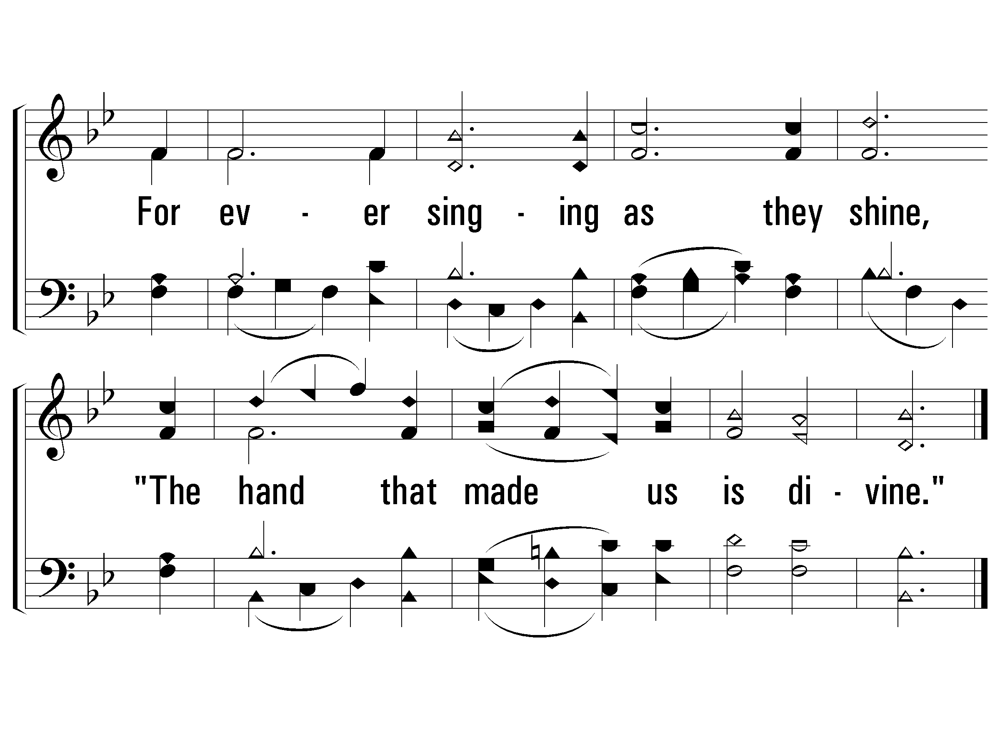 For ev - er sing - ing as they shine,
"The hand that made us is di - vine."